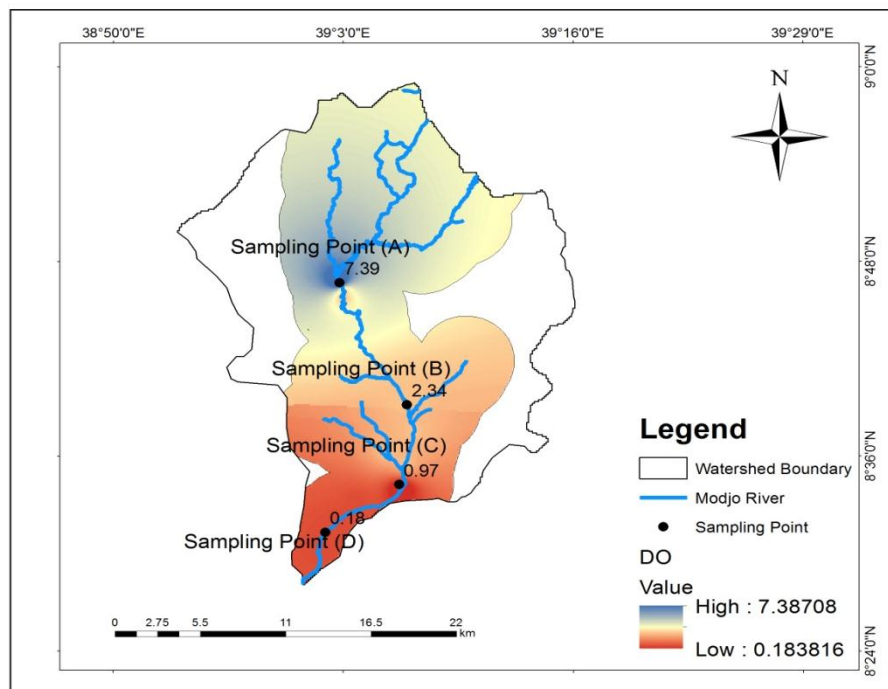 38°50'0"E 39°3'0"E 39°16'0"E 39°29'0"E
9°0'0"N
N
Sampling Point (A)
7.39
8°48'0"N
Sampling Point (B)
2.34
Sampling Point (C)
0.97
8°36'0"N
0.18
Sampling Point (D)
Legend
Watershed Boundary
Modjo River
Sampling Point
DO
Value
High : 7.38708
Low : 0.183816
0 2.75 5.5 11 16.5 22
km
8°24'0"N